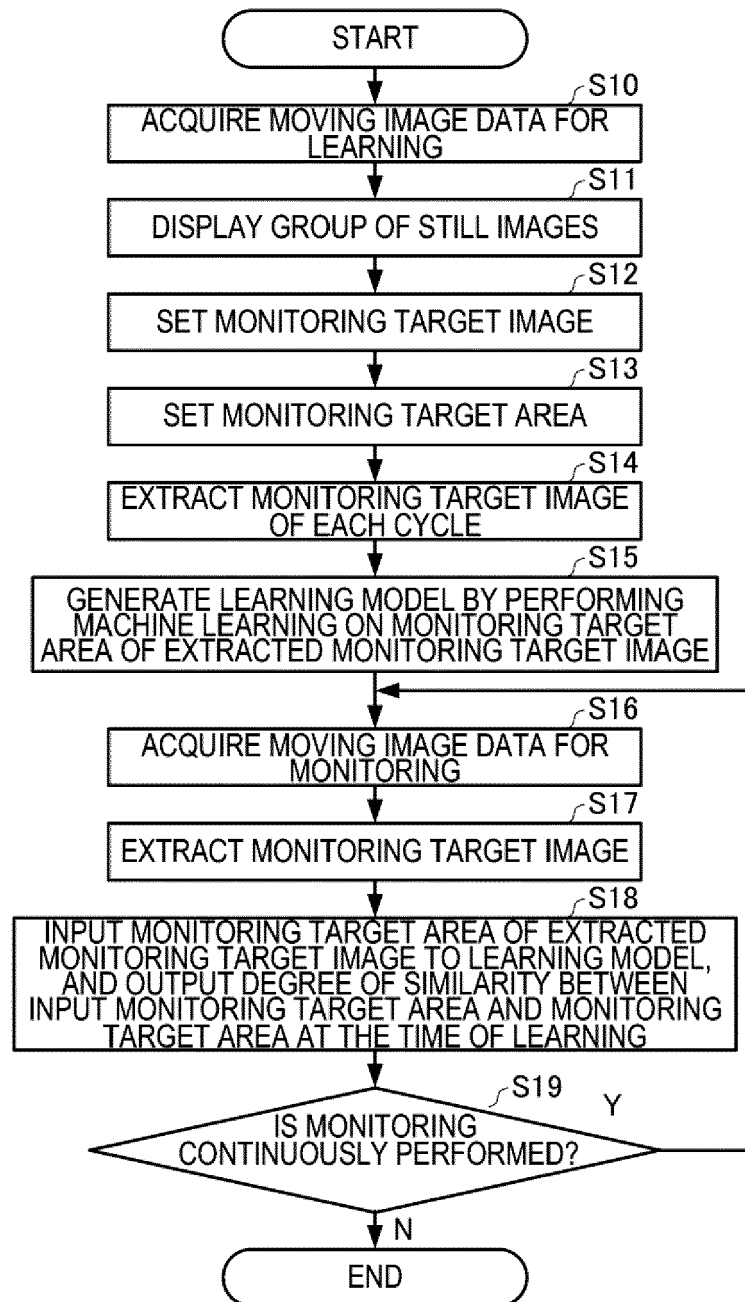 START
S10
ACQUIRE MOVING IMAGE DATA FOR
LEARNING
S11
DISPLAY GROUP OF STILL IMAGES
S12
SET MONITORING TARGET IMAGE
S13
SET MONITORING TARGET AREA
S14
EXTRACT MONITORING TARGET IMAGE
OF EACH CYCLE
S15
GENERATE LEARNING MODEL BY PERFORMING
MACHINE LEARNING ON MONITORING TARGET
AREA OF EXTRACTED MONITORING TARGET IMAGE
S16
ACQUIRE MOVING IMAGE DATA FOR
MONITORING
S17
EXTRACT MONITORING TARGET IMAGE
S18
INPUT MONITORING TARGET AREA OF EXTRACTED
MONITORING TARGET IMAGE TO LEARNING MODEL,
AND OUTPUT DEGREE OF SIMILARITY BETWEEN
INPUT MONITORING TARGET AREA AND MONITORING
TARGET AREA AT THE TIME OF LEARNING
S19
Y
IS MONITORING
CONTINUOUSLY PERFORMED?
N
END